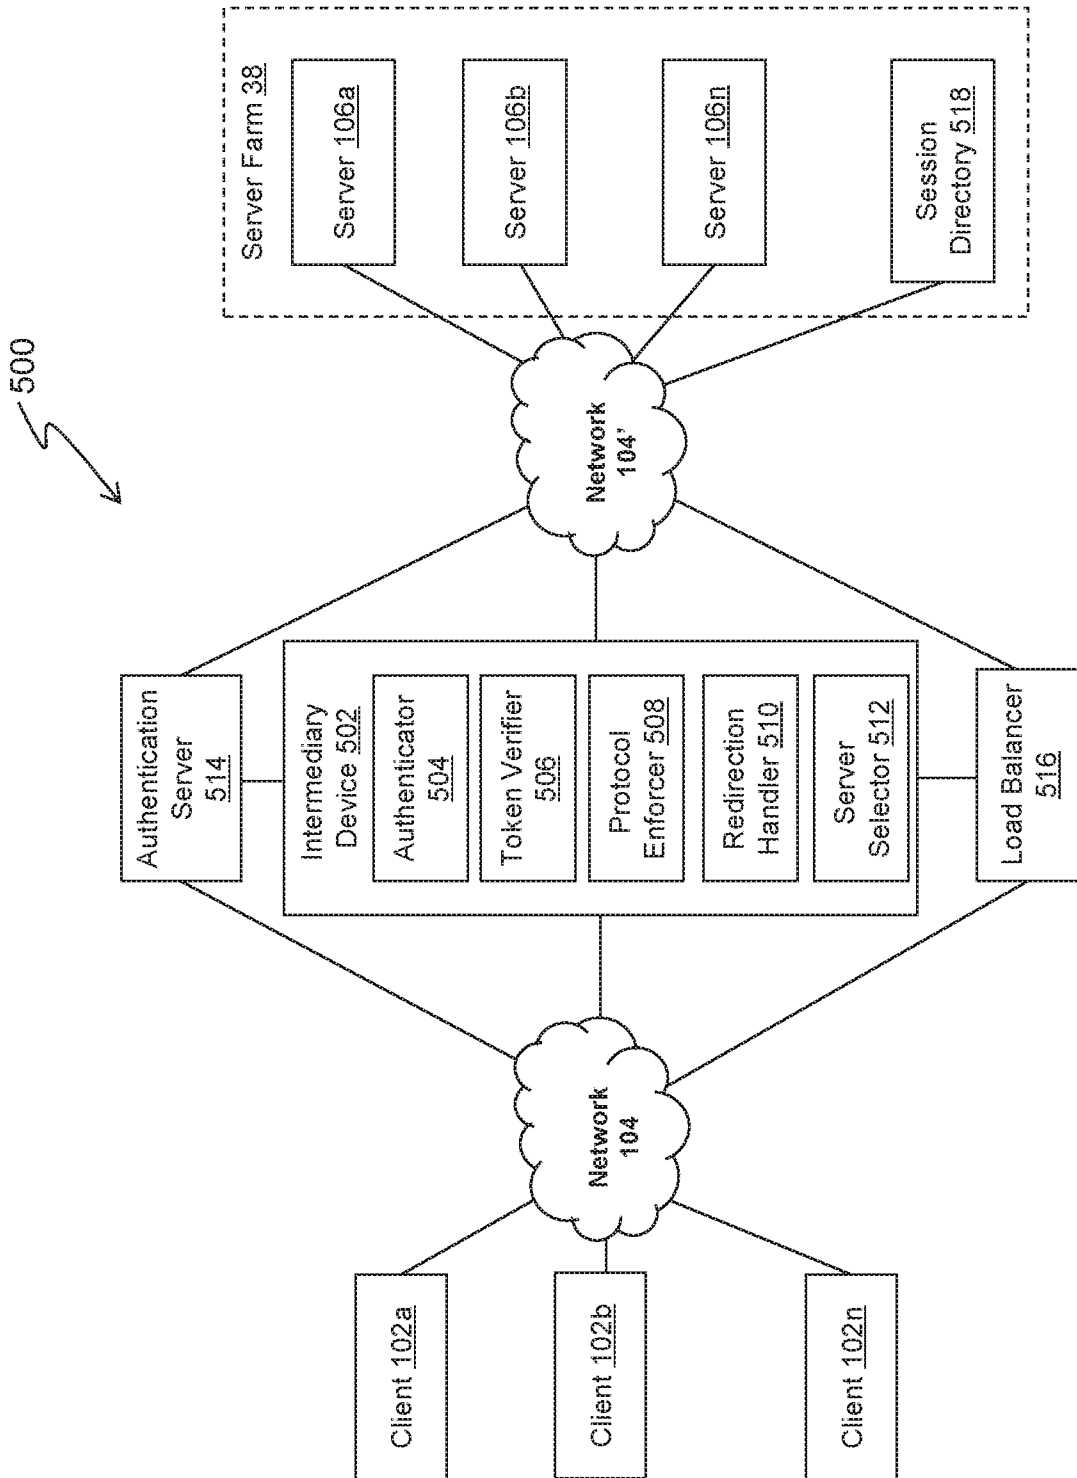 500
Client 102a
Client 102b
Client 102n
Network
104
Authentication
Server
514
Intermediary
Device 502
Authenticator
504
Token Verifier
506
Protocol
Enforcer 508
Redirection
Handler 510
Server
Selector 512
Load Balancer
516
Network
104'
Server Farm 38
Server 106a
Server 106b
Server 106n
Session
Directory 518